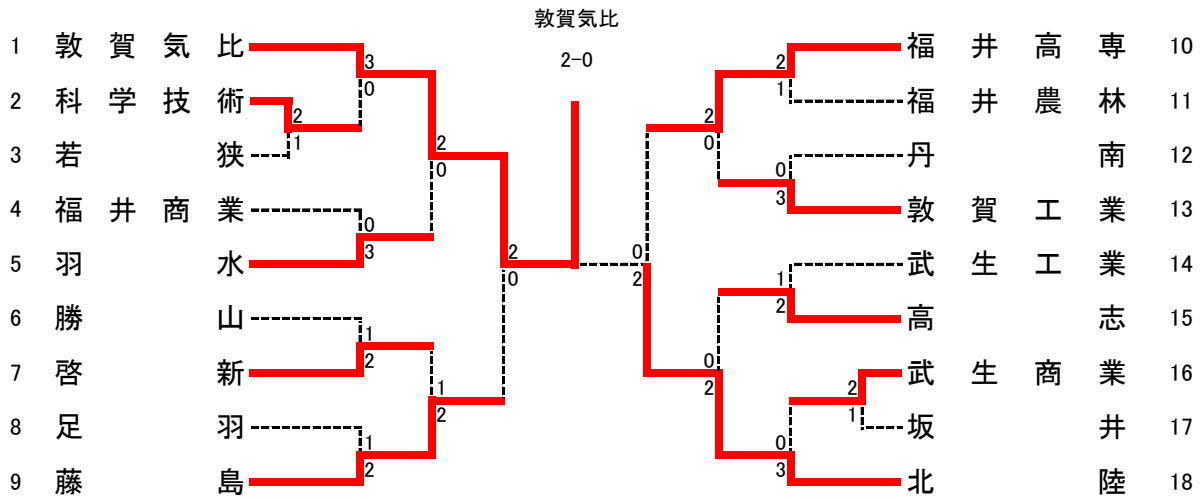 敦賀気比
2-0
1 敦賀気比
2 科学技術
3 若狭
4 福井商業
5 羽水
6 勝山
7 啓新
8 足羽
9 藤島
3
0
2
1
2
0
0
3
2
0
1
2
1
2
1
2
福井高専 10
福井農林 11
丹南 12
敦賀工業 13
武生工業 14
高志 15
武生商業 16
坂井 17
北陸 18
2
1
2
0
0
3
0
2
1
2
0
2
2
1
0
3